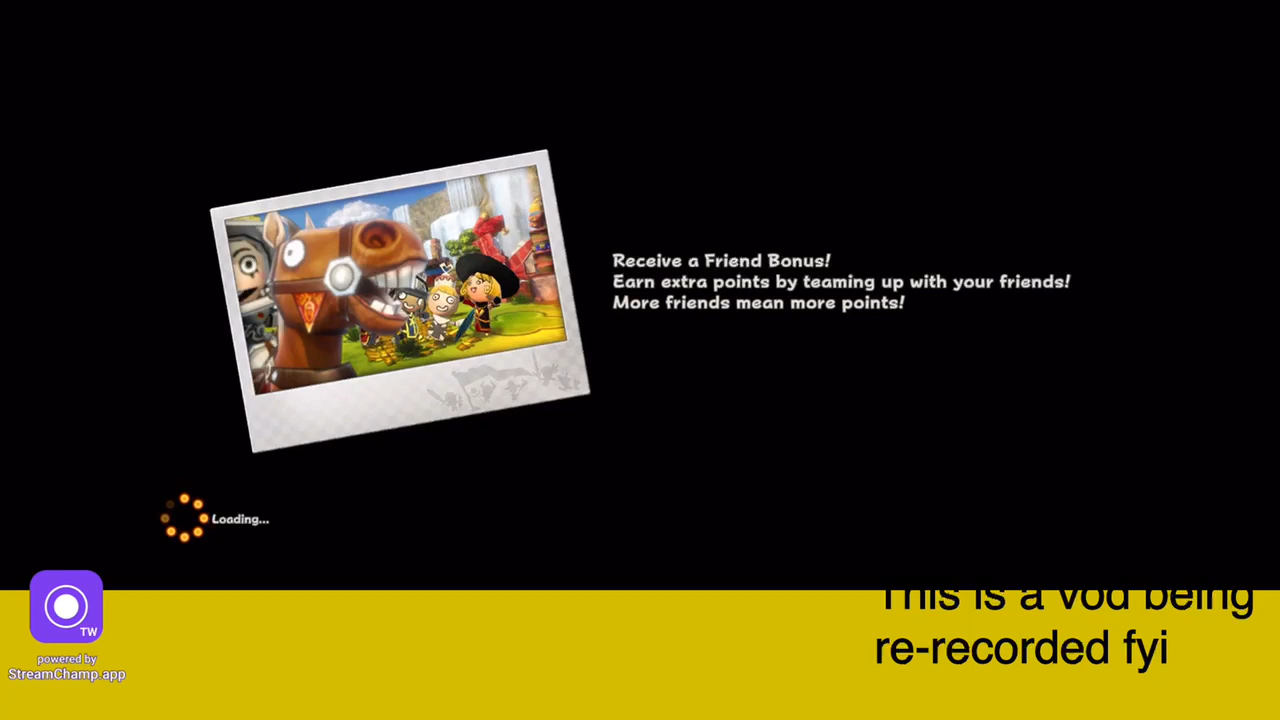 Receive a Friend Bonus!
Earn extra points by teaming up with your friends!
More friends mean more points!
Loading...
TW
powered by
StreamChamp.app
This is a vod being
re-recorded fyi